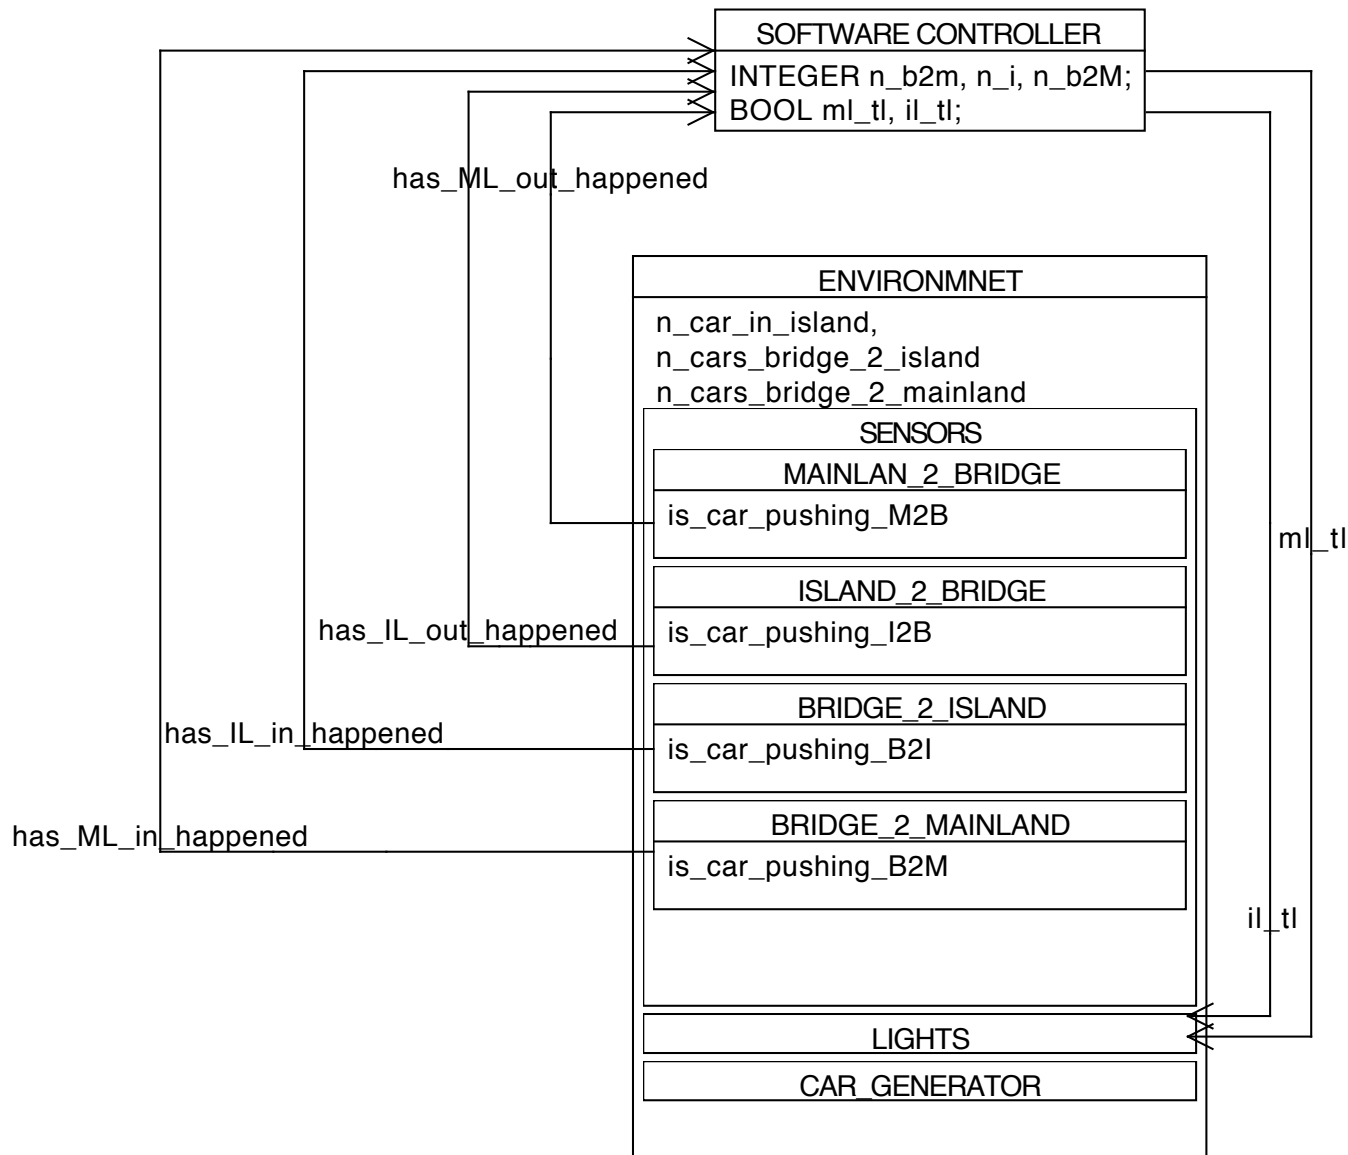 SOFTWARE CONTROLLER
INTEGER n_b2m, n_i, n_b2M;
BOOL ml_tl, il_tl;
has_ML_out_happened
ENVIRONMNET
n_car_in_island,
n_cars_bridge_2_island
n_cars_bridge_2_mainland
SENSORS
MAINLAN_2_BRIDGE
is_car_pushing_M2B
ml_tl
ISLAND_2_BRIDGE
has_IL_out_happened
is_car_pushing_I2B
BRIDGE_2_ISLAND
has_IL_in_happened
is_car_pushing_B2I
BRIDGE_2_MAINLAND
has_ML_in_happened
is_car_pushing_B2M
il_tl
LIGHTS
CAR_GENERATOR